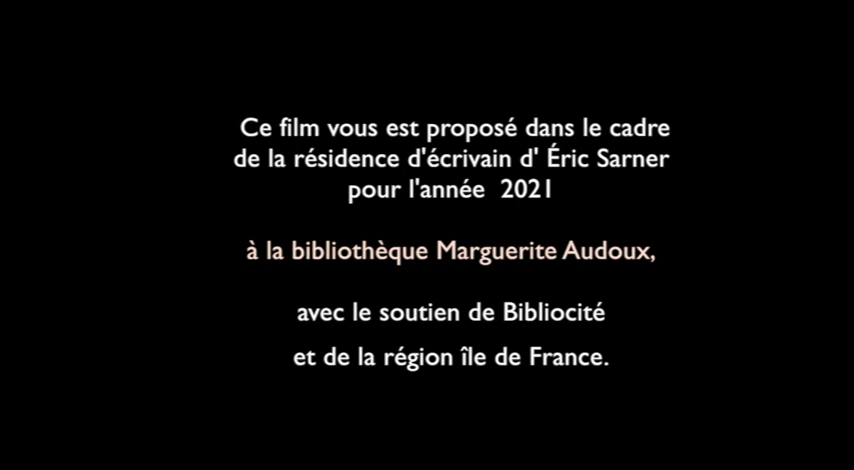 Ce film vous est proposé dans le cadre
de la résidence d'écrivain d' Éric Sarner
pour l'année 2021
à la bibliothèque Marguerite Audoux,
avec le soutien de Bibliocité
et de la région île de France.